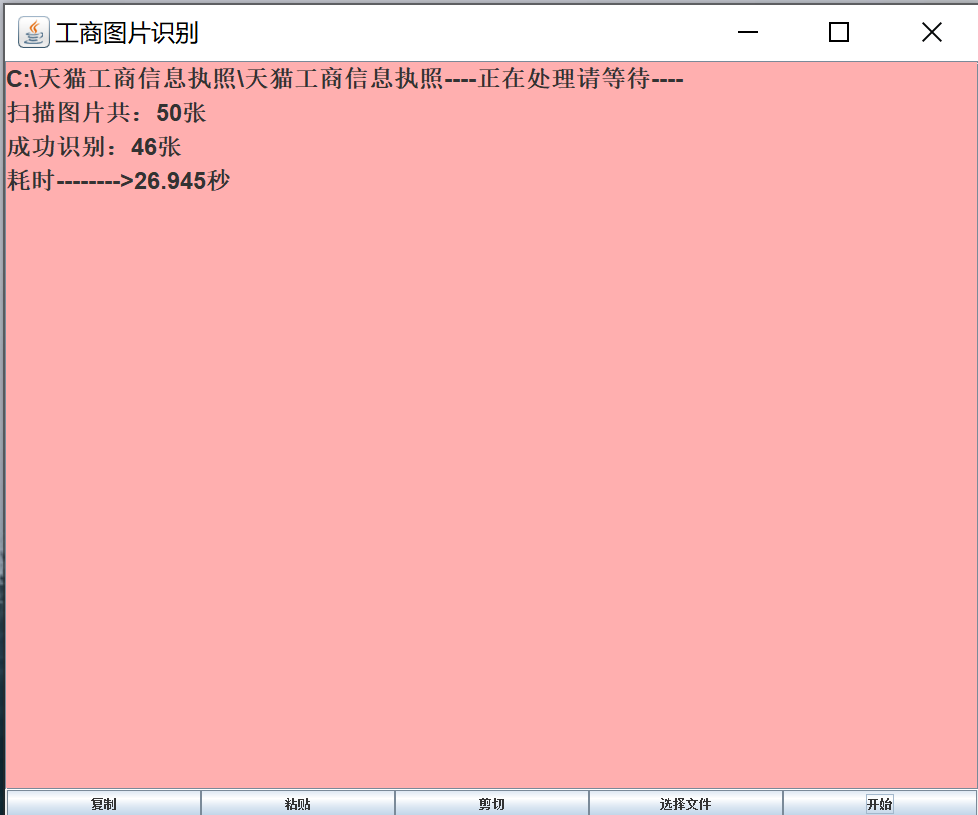 工商图片识别
C:\天猫工商信息执照\天猫工商信息执照----正在处理请等待----
扫描图片共：50张
成功识别：46张
耗时-------->26.945秒
复制 粘贴 剪切 选择文件 开始